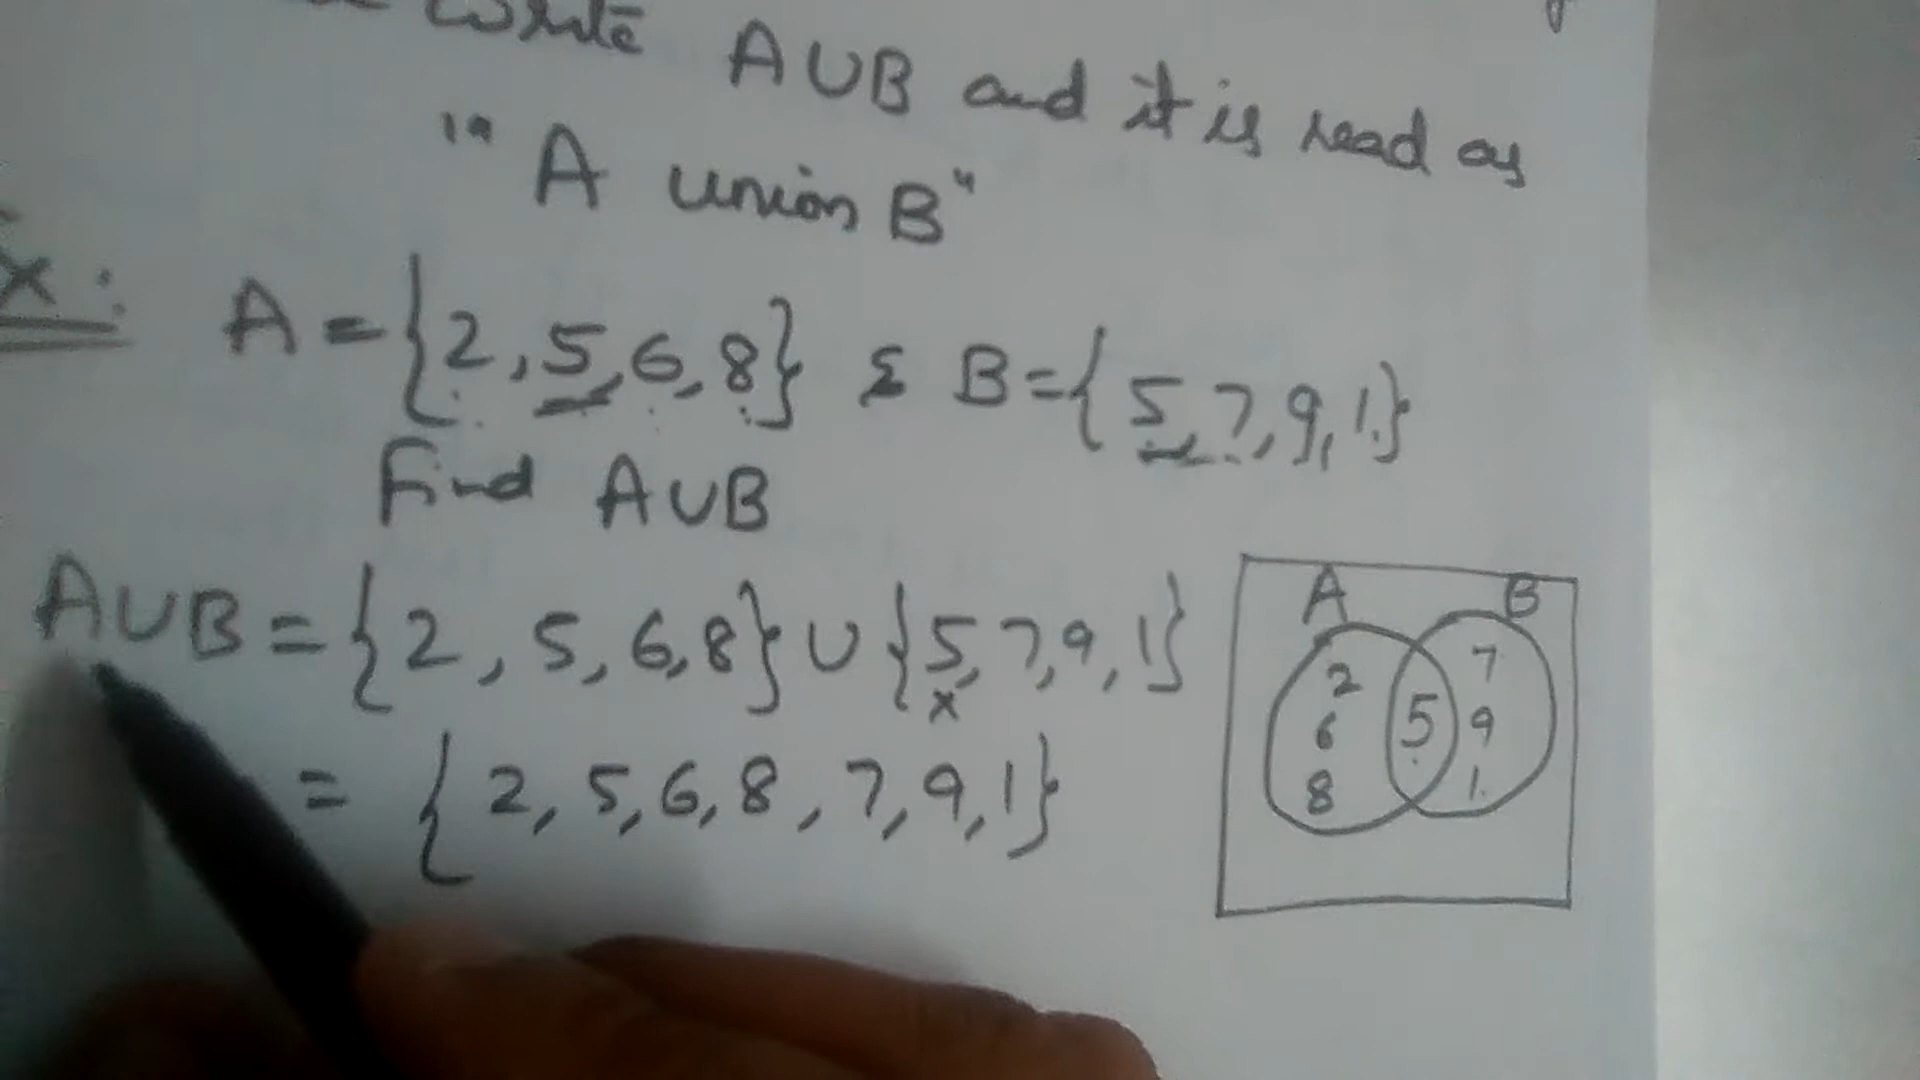 write A∪B and it is read as
"A union B"
Ex: A = {2, 5, 6, 8} & B = {5, 7, 9, 1}
Find A∪B
A∪B = {2, 5, 6, 8} ∪ {5, 7, 9, 1}
x
= {2, 5, 6, 8, 7, 9, 1}
A B
2 7
6 5 9
8 1